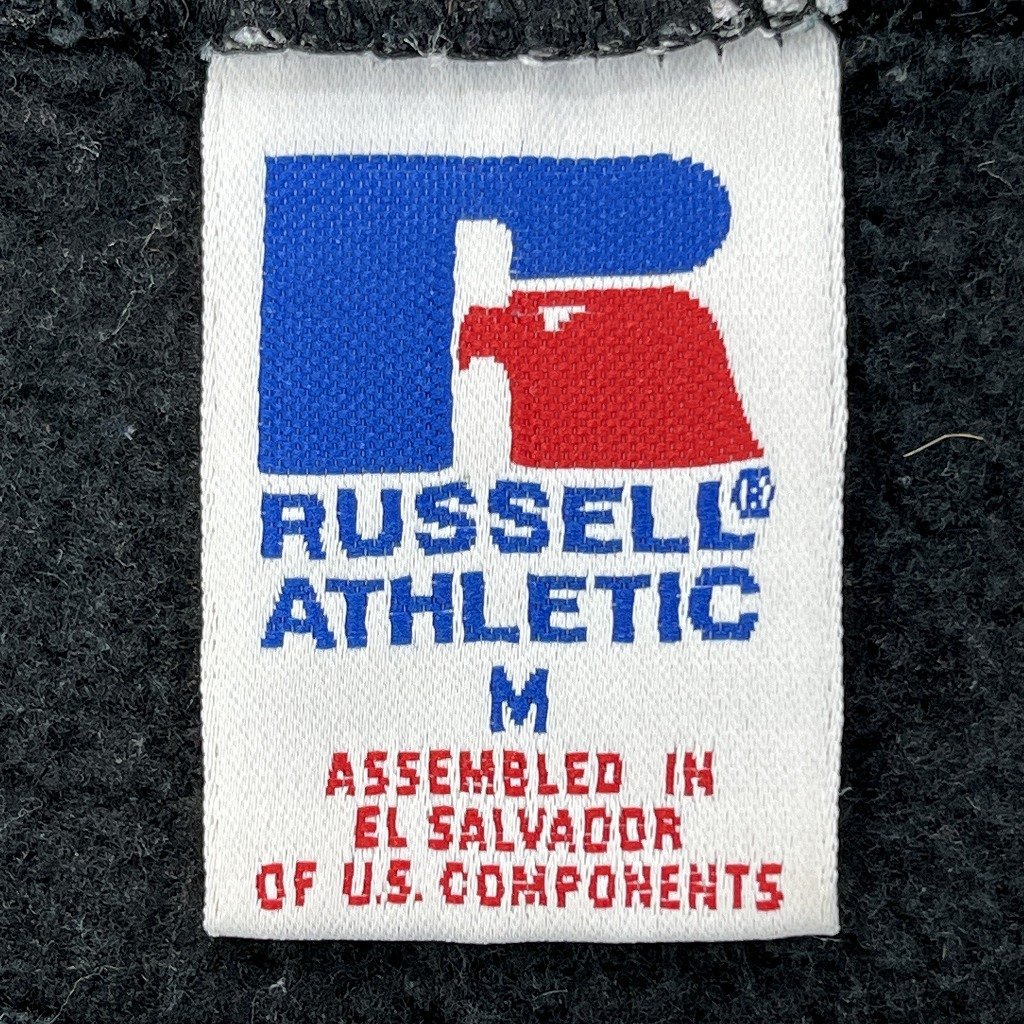 RUSSELL®
ATHLETIC
M
ASSEMBLED IN
EL SALVADOR
OF U.S. COMPONENTS